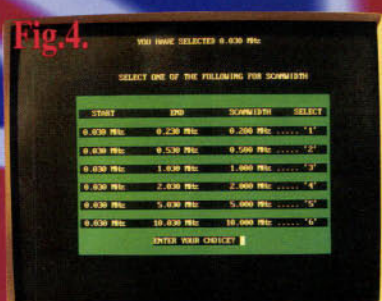 Fig.4.
YOU HAVE SELECTED 0.030 MHz
SELECT ONE OF THE FOLLOWING FOR SCANWIDTH
START END SCANWIDTH SELECT
0.030 MHz 0.230 MHz 0.200 MHz ..... '1'
0.030 MHz 0.530 MHz 0.500 MHz ..... '2'
0.030 MHz 1.030 MHz 1.000 MHz ..... '3'
0.030 MHz 2.030 MHz 2.000 MHz ..... '4'
0.030 MHz 5.030 MHz 5.000 MHz ..... '5'
0.030 MHz 10.030 MHz 10.000 MHz ..... '6'
ENTER YOUR CHOICE?